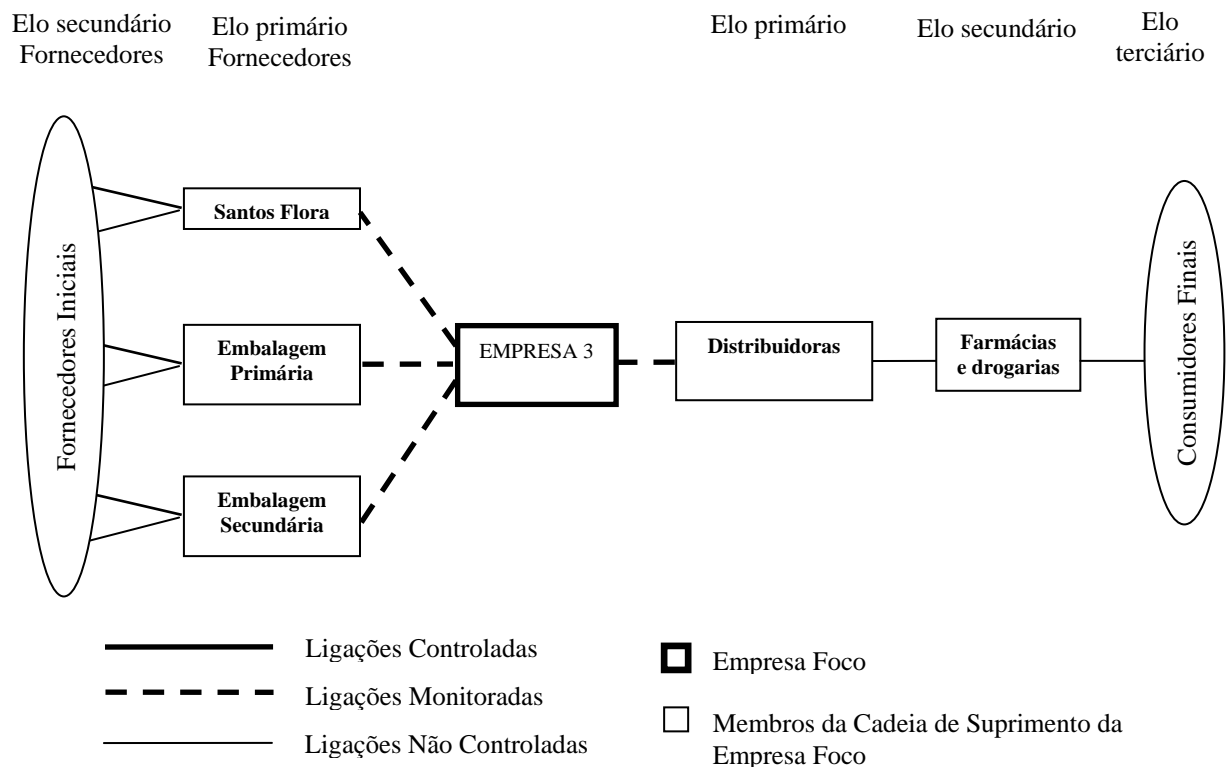 Elo secundário
Fornecedores
Elo primário
Fornecedores
Elo primário
Elo secundário
Elo
terciário
Fornecedores Iniciais
Santos Flora
Embalagem
Primária
Embalagem
Secundária
EMPRESA 3
Distribuidoras
Farmácias
e drogarias
Consumidores Finais
Ligações Controladas
Ligações Monitoradas
Ligações Não Controladas
Empresa Foco
Membros da Cadeia de Suprimento da
Empresa Foco